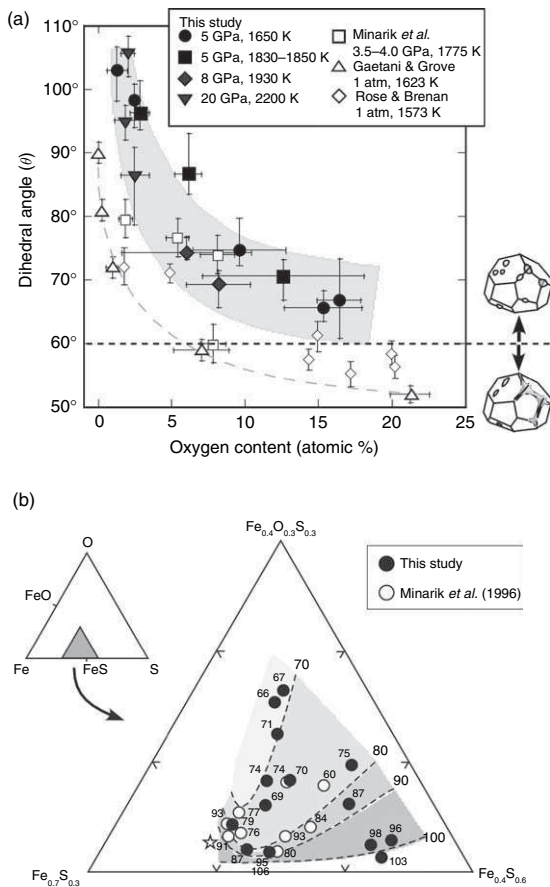 (a)
110°
100°
90°
80°
70°
60°
50°
Dihedral angle (θ)
0
5
10
15
20
25
Oxygen content (atomic %)
This study
5 GPa, 1650 K
5 GPa, 1830–1850 K
8 GPa, 1930 K
20 GPa, 2200 K
Minarik et al.
3.5–4.0 GPa, 1775 K
Gaetani & Grove
1 atm, 1623 K
Rose & Brenan
1 atm, 1573 K
(b)
O
FeO
Fe
FeS
S
Fe0.4O0.3S0.3
This study
Minarik et al. (1996)
67
70
66
71
75
80
74
74
70
60
90
69
87
93
77
79
84
76
93
98
96
100
91
87
95
80
103
106
Fe0.7S0.3
Fe0.4S0.6